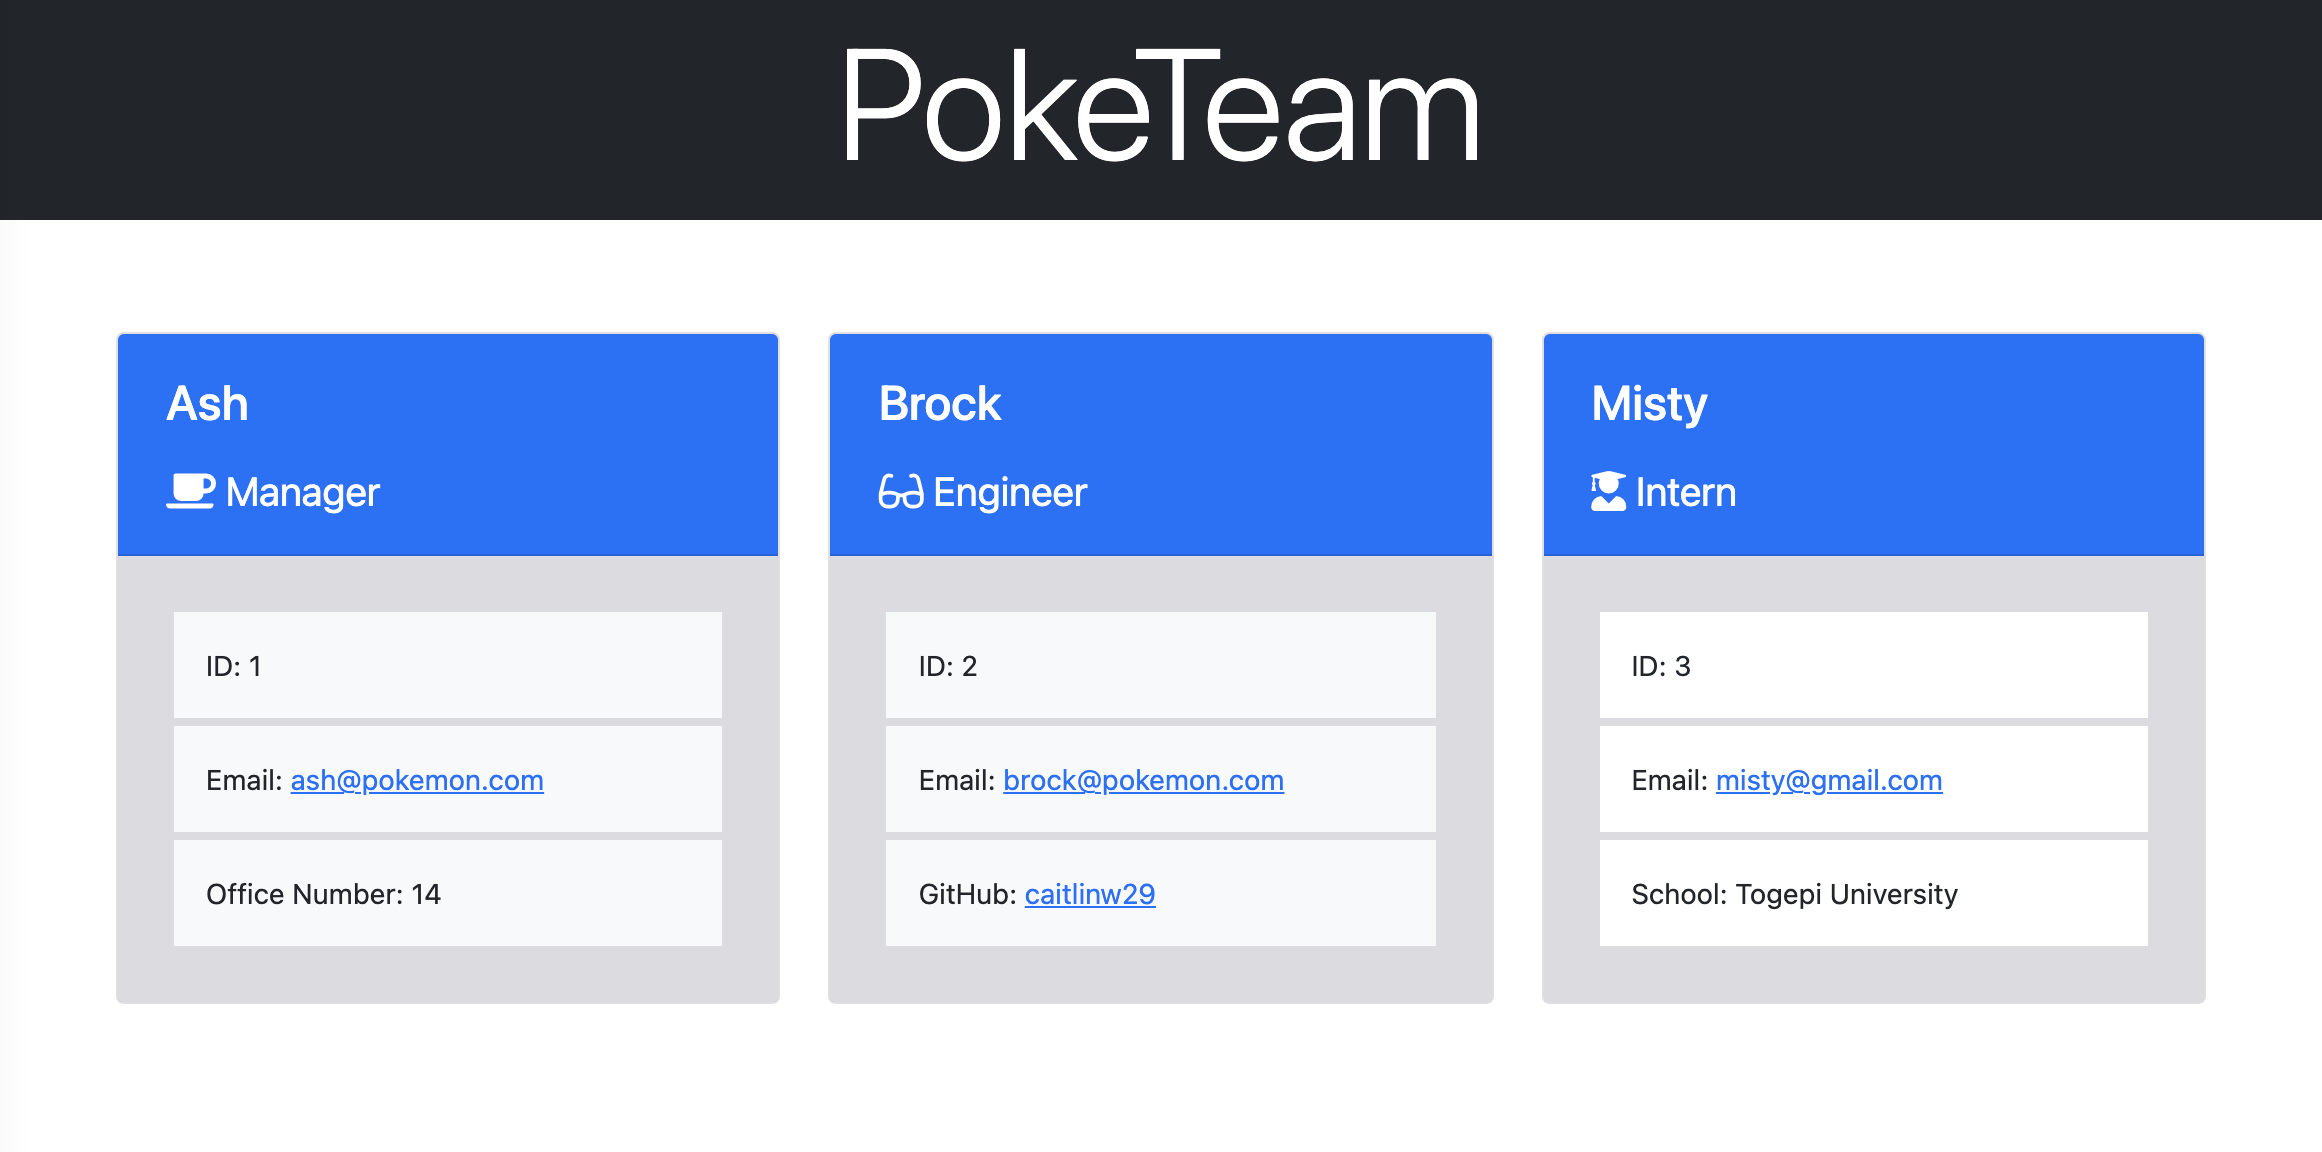 PokeTeam
Ash
Manager
ID: 1
Email: ash@pokemon.com
Office Number: 14
Brock
Engineer
ID: 2
Email: brock@pokemon.com
GitHub: caitlinw29
Misty
Intern
ID: 3
Email: misty@gmail.com
School: Togepi University